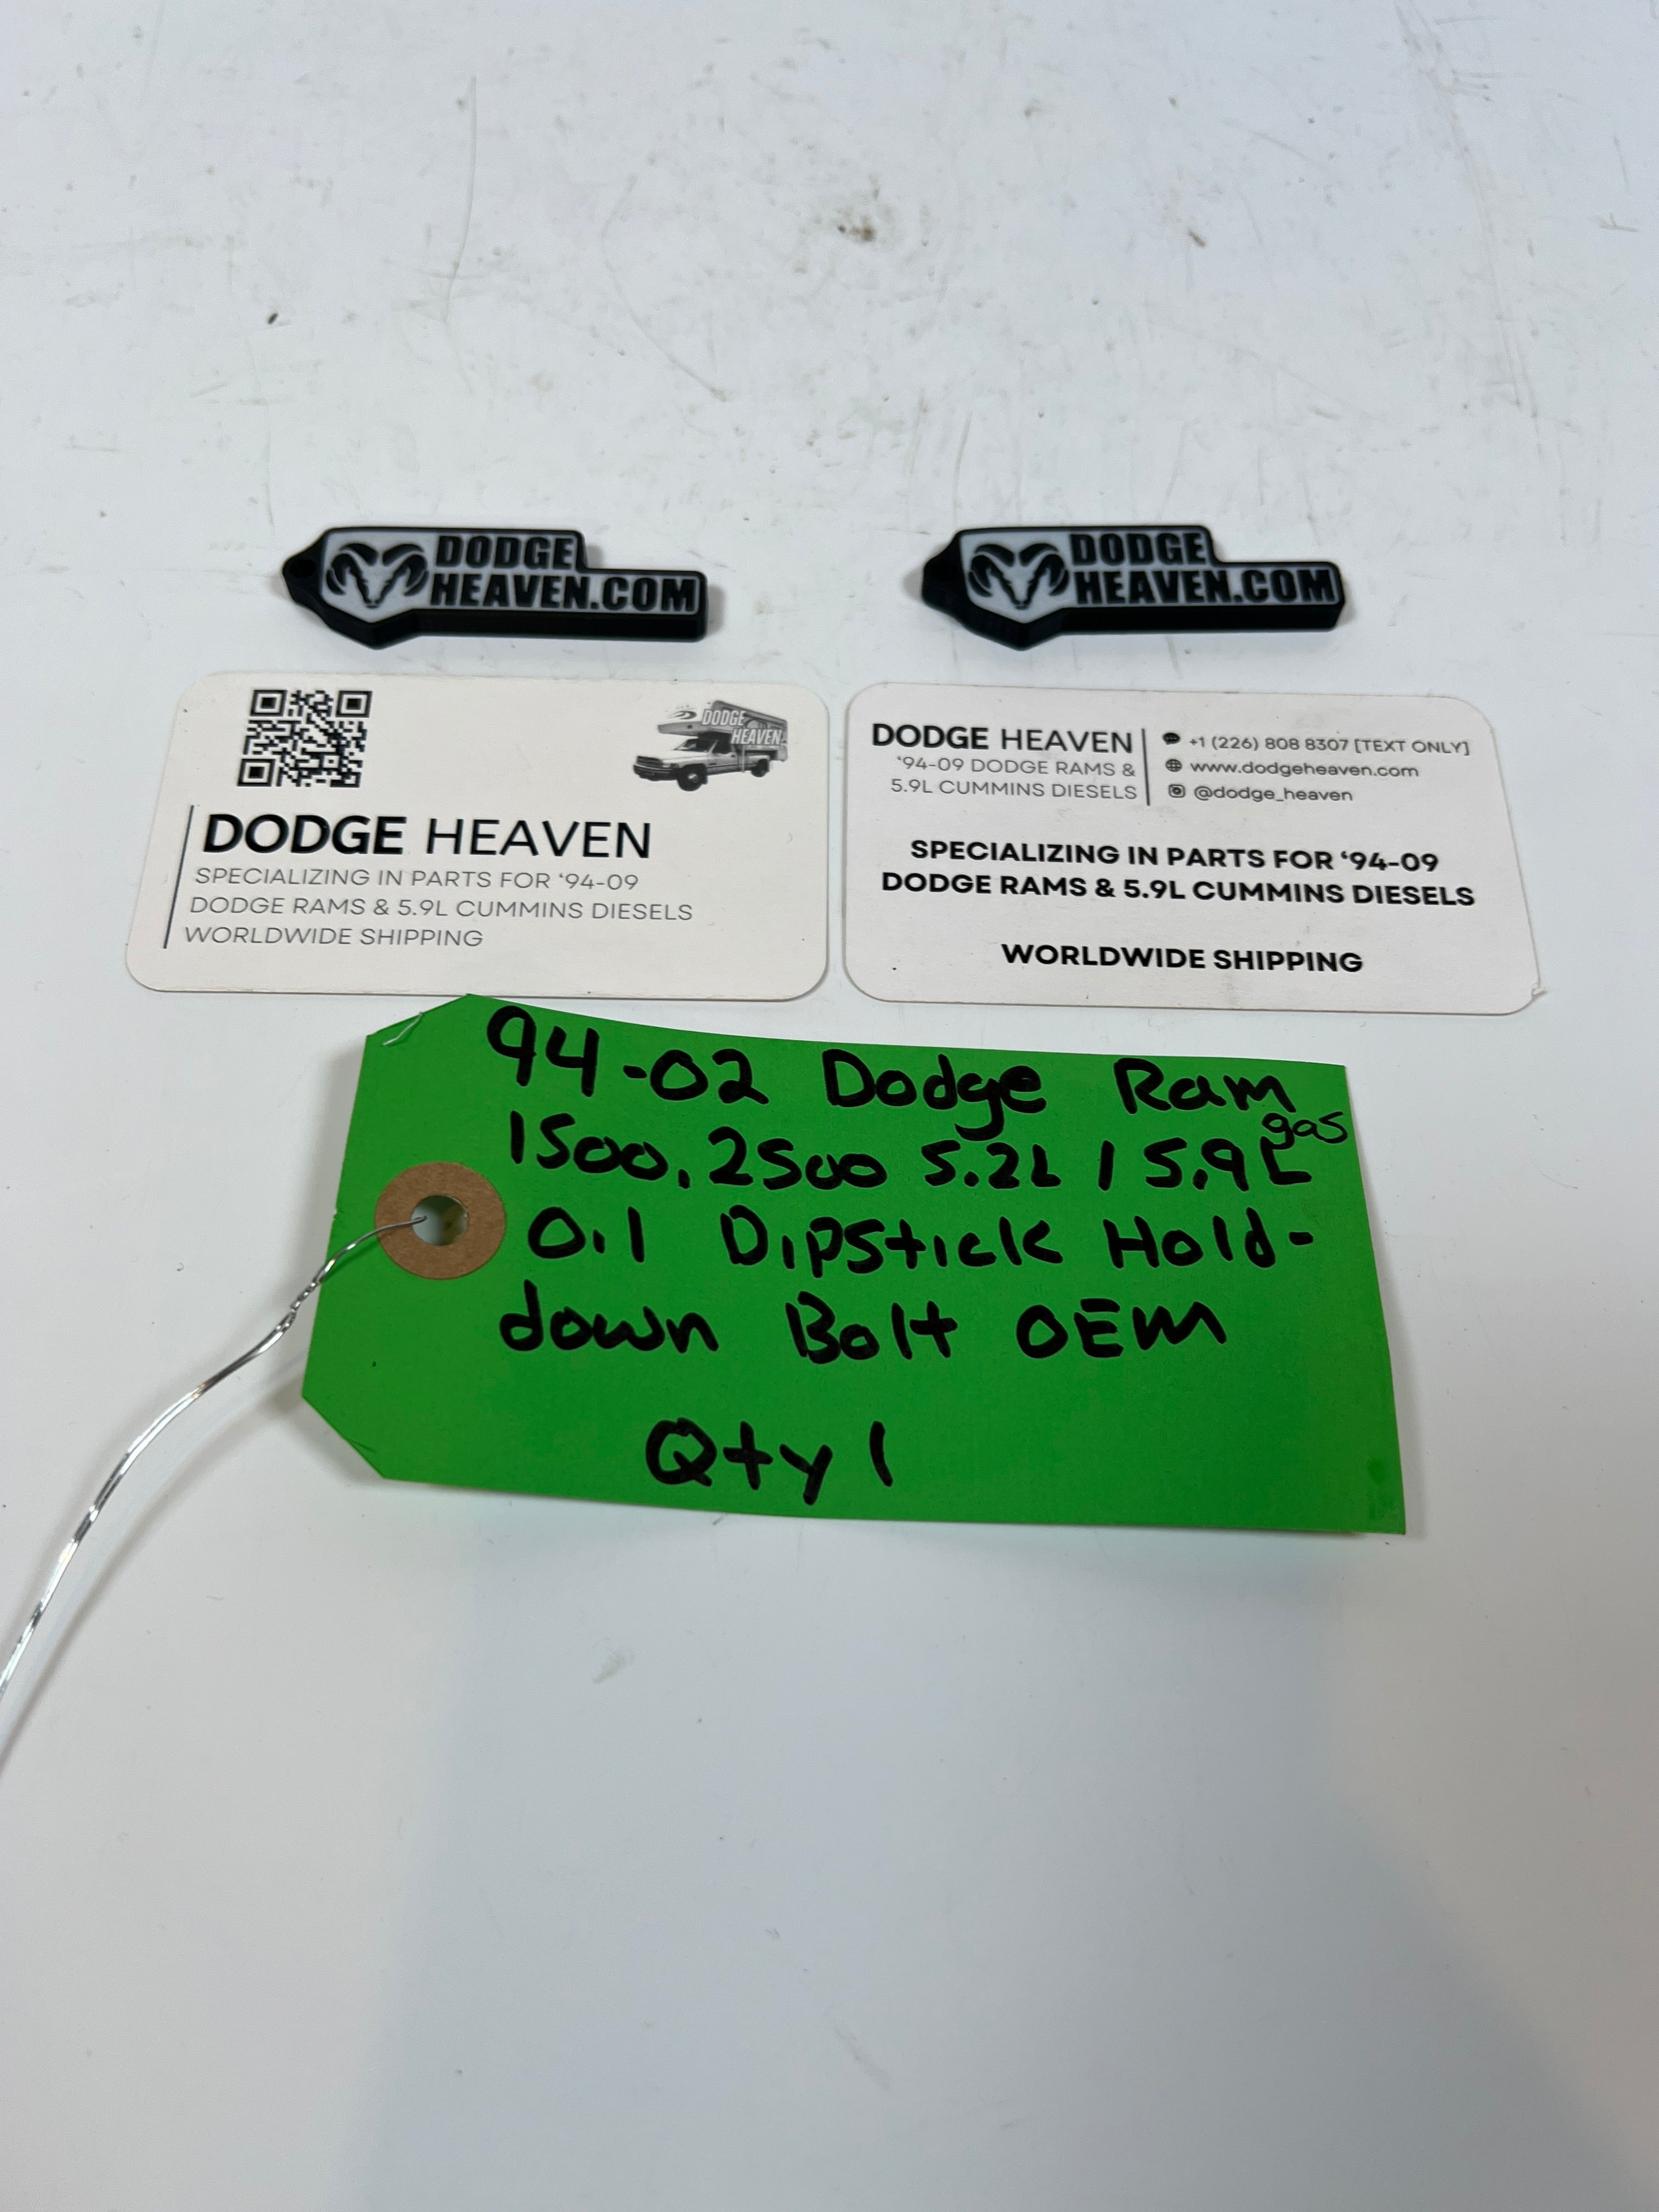 DODGE
HEAVEN.COM
DODGE
HEAVEN.COM
DODGE
HEAVEN
DODGE HEAVEN
SPECIALIZING IN PARTS FOR '94-09
DODGE RAMS & 5.9L CUMMINS DIESELS
WORLDWIDE SHIPPING
DODGE HEAVEN
'94-09 DODGE RAMS &
5.9L CUMMINS DIESELS
+1 (226) 808 8307 [TEXT ONLY]
www.dodgeheaven.com
@dodge_heaven
SPECIALIZING IN PARTS FOR '94-09
DODGE RAMS & 5.9L CUMMINS DIESELS
WORLDWIDE SHIPPING
94-02 Dodge Ram
1500, 2500 5.2L / 5.9L gas
Oil Dipstick Hold-
down Bolt OEM
Qty 1